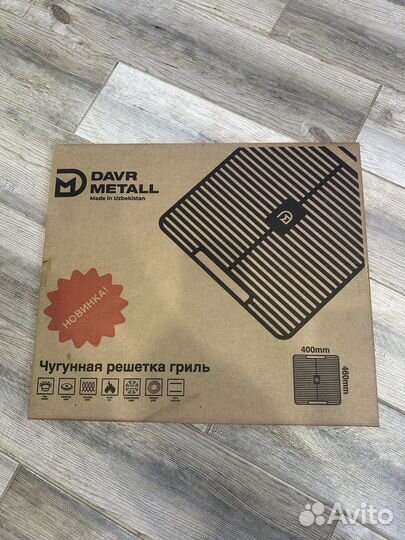 DAVR
METALL
Made in Uzbekistan
НОВИНКА!
Чугунная решетка гриль
400mm
460mm
Avito